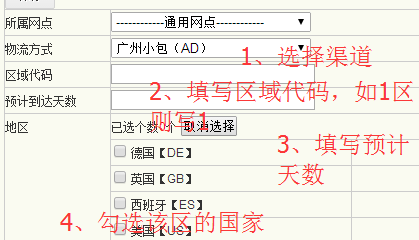 所属网点 ------------通用网点------------
物流方式 广州小包（AD）
1、选择渠道
区域代码
2、填写区域代码，如1区
则写1
预计到达天数
地区 已选个数：0个 取消选择
3、填写预计
天数
德国【DE】
英国【GB】
西班牙【ES】
4、勾选该区的国家
美国【US】